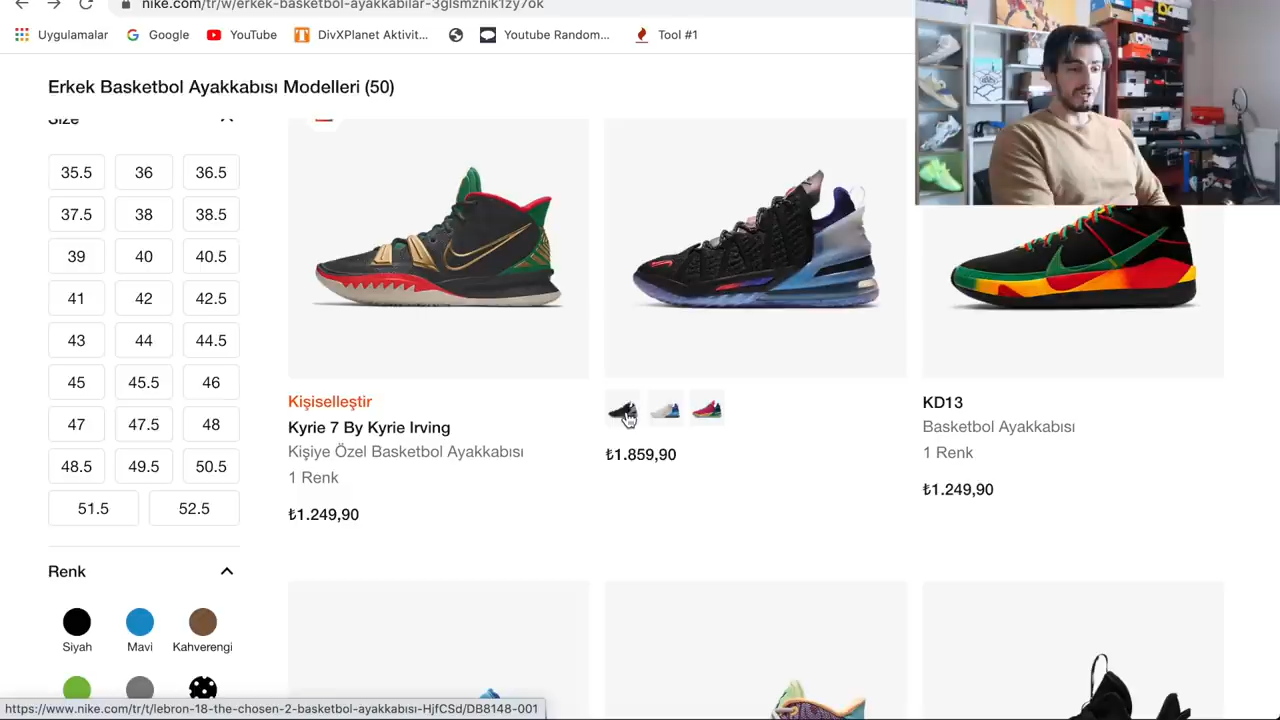 nike.com/tr/w/erkek-basketbol-ayakkabilar-3glsmznik1zy7ok
Uygulamalar
Google
YouTube
DivXPlanet Aktivit...
Youtube Random...
Tool #1
Erkek Basketbol Ayakkabısı Modelleri (50)
Size
35.5 36 36.5
37.5 38 38.5
39 40 40.5
41 42 42.5
43 44 44.5
45 45.5 46
47 47.5 48
48.5 49.5 50.5
51.5 52.5
Renk
Siyah Mavi Kahverengi
Kişiselleştir
Kyrie 7 By Kyrie Irving
Kişiye Özel Basketbol Ayakkabısı
1 Renk
₺1.249,90
₺1.859,90
KD13
Basketbol Ayakkabısı
1 Renk
₺1.249,90
https://www.nike.com/tr/t/lebron-18-the-chosen-2-basketbol-ayakkabs-HjfCSd/DB8148-001